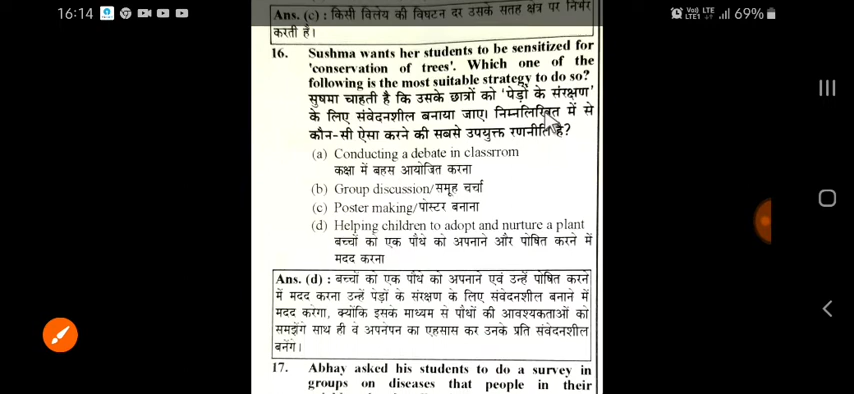 16:14
Vo) LTE
LTE1
69%
Ans. (c) : किसी विलेय की विघटन दर उसके सतह क्षेत्र पर निर्भर
करती है।
16. Sushma wants her students to be sensitized for
'conservation of trees'. Which one of the
following is the most suitable strategy to do so?
सुषमा चाहती है कि उसके छात्रों को 'पेड़ों के संरक्षण'
के लिए संवेदनशील बनाया जाए। निम्नलिखित में से
कौन-सी ऐसा करने की सबसे उपयुक्त रणनीति है?
(a) Conducting a debate in classrrom
कक्षा में बहस आयोजित करना
(b) Group discussion/समूह चर्चा
(c) Poster making/पोस्टर बनाना
(d) Helping children to adopt and nurture a plant
बच्चों को एक पौधे को अपनाने और पोषित करने में
मदद करना
Ans. (d) : बच्चों को एक पौधे को अपनाने एवं उन्हें पोषित करने
में मदद करना उन्हें पेड़ों के संरक्षण के लिए संवेदनशील बनाने में
मदद करेगा, क्योंकि इसके माध्यम से पौधों की आवश्यकताओं को
समझेंगे साथ ही वे अपनेपन का एहसास कर उनके प्रति संवेदनशील
बनेंगे।
17. Abhay asked his students to do a survey in
groups on diseases that people in their